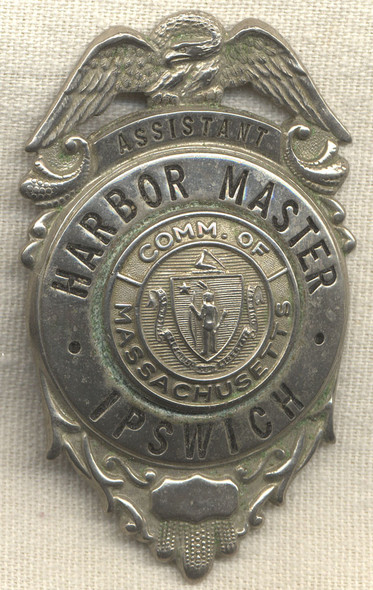 ASSISTANT
HARBOR MASTER
COMM. OF
MASSACHUSETTS
IPSWICH